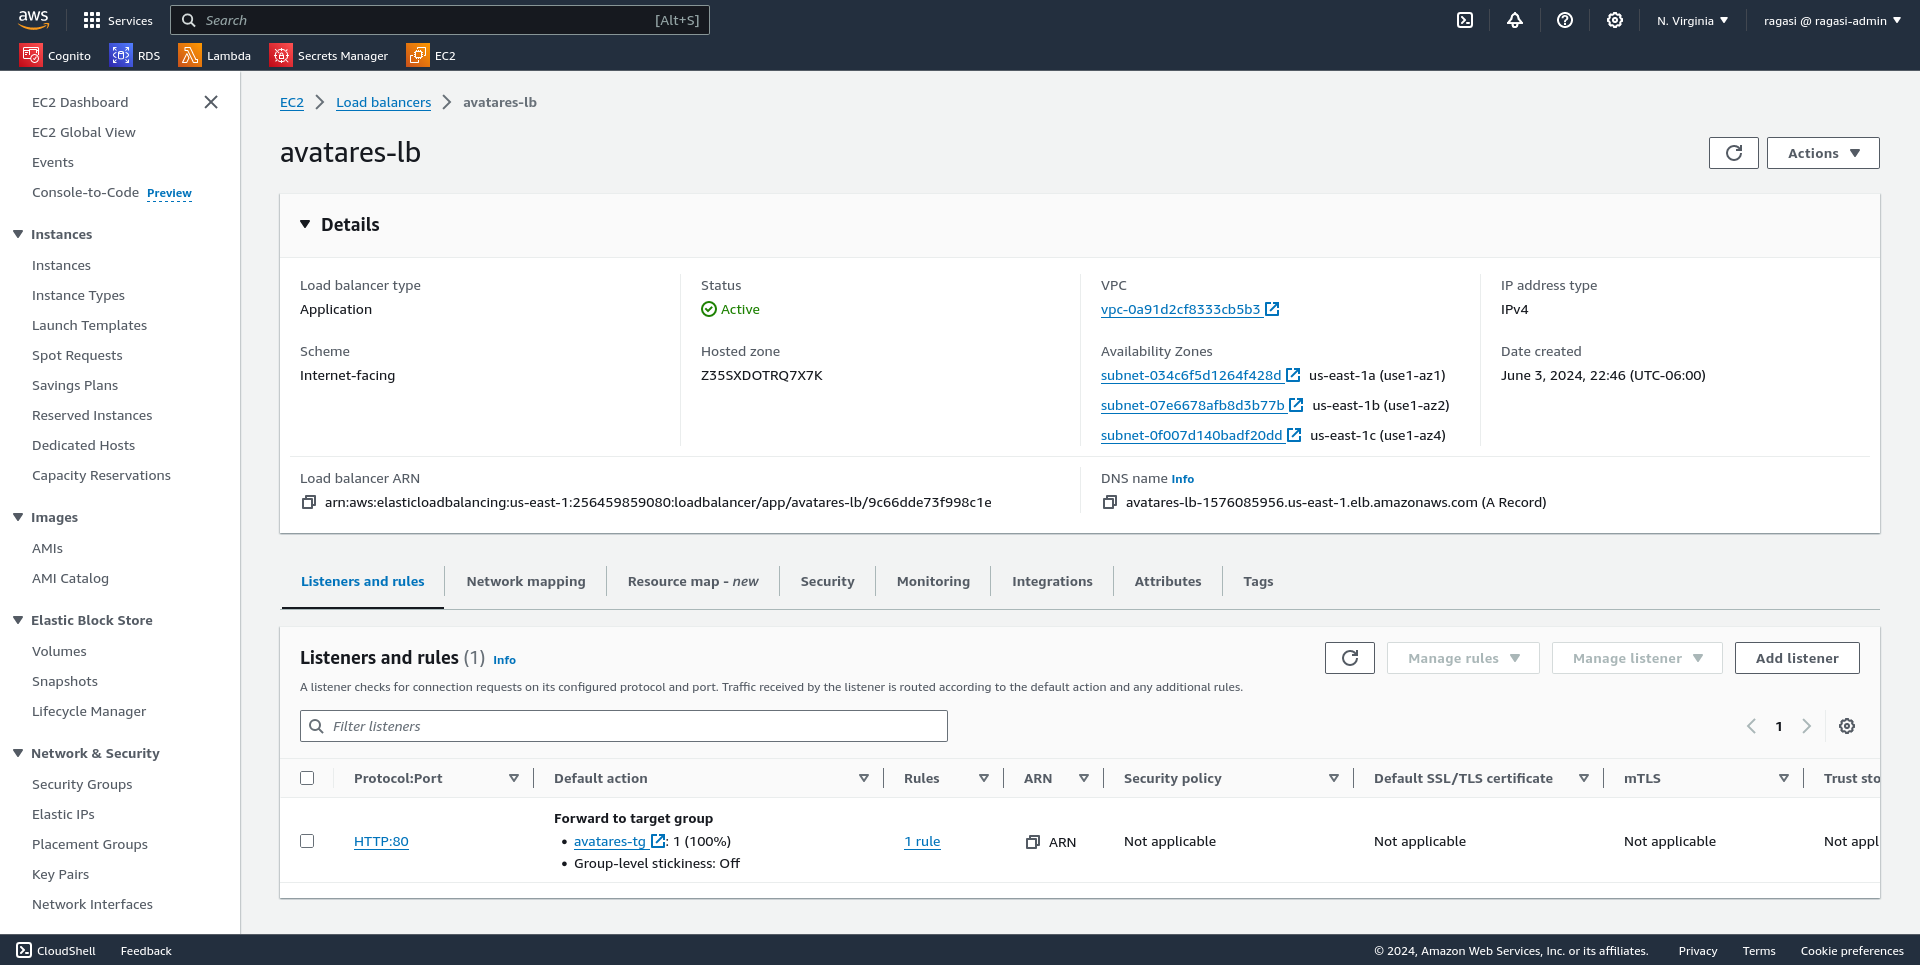 aws
Services
Search
[Alt+S]
N. Virginia
ragasi @ ragasi-admin
Cognito
RDS
Lambda
Secrets Manager
EC2
EC2 Dashboard
EC2 Global View
Events
Console-to-Code Preview
Instances
Instances
Instance Types
Launch Templates
Spot Requests
Savings Plans
Reserved Instances
Dedicated Hosts
Capacity Reservations
Images
AMIs
AMI Catalog
Elastic Block Store
Volumes
Snapshots
Lifecycle Manager
Network & Security
Security Groups
Elastic IPs
Placement Groups
Key Pairs
Network Interfaces
EC2 > Load balancers > avatares-lb
avatares-lb
Actions
Details
Load balancer type
Application
Status
Active
VPC
vpc-0a91d2cf8333cb5b3
IP address type
IPv4
Scheme
Internet-facing
Hosted zone
Z35SXDOTRQ7X7K
Availability Zones
subnet-034c6f5d1264f428d us-east-1a (use1-az1)
subnet-07e6678afb8d3b77b us-east-1b (use1-az2)
subnet-0f007d140badf20dd us-east-1c (use1-az4)
Date created
June 3, 2024, 22:46 (UTC-06:00)
Load balancer ARN
arn:aws:elasticloadbalancing:us-east-1:256459859080:loadbalancer/app/avatares-lb/9c66dde73f998c1e
DNS name Info
avatares-lb-1576085956.us-east-1.elb.amazonaws.com (A Record)
Listeners and rules
Network mapping
Resource map - new
Security
Monitoring
Integrations
Attributes
Tags
Listeners and rules (1) Info
Manage rules
Manage listener
Add listener
A listener checks for connection requests on its configured protocol and port. Traffic received by the listener is routed according to the default action and any additional rules.
Filter listeners
1
Protocol:Port
Default action
Rules
ARN
Security policy
Default SSL/TLS certificate
mTLS
Trust sto
HTTP:80
Forward to target group
• avatares-tg : 1 (100%)
• Group-level stickiness: Off
1 rule
ARN
Not applicable
Not applicable
Not applicable
Not appl
CloudShell
Feedback
© 2024, Amazon Web Services, Inc. or its affiliates.
Privacy
Terms
Cookie preferences